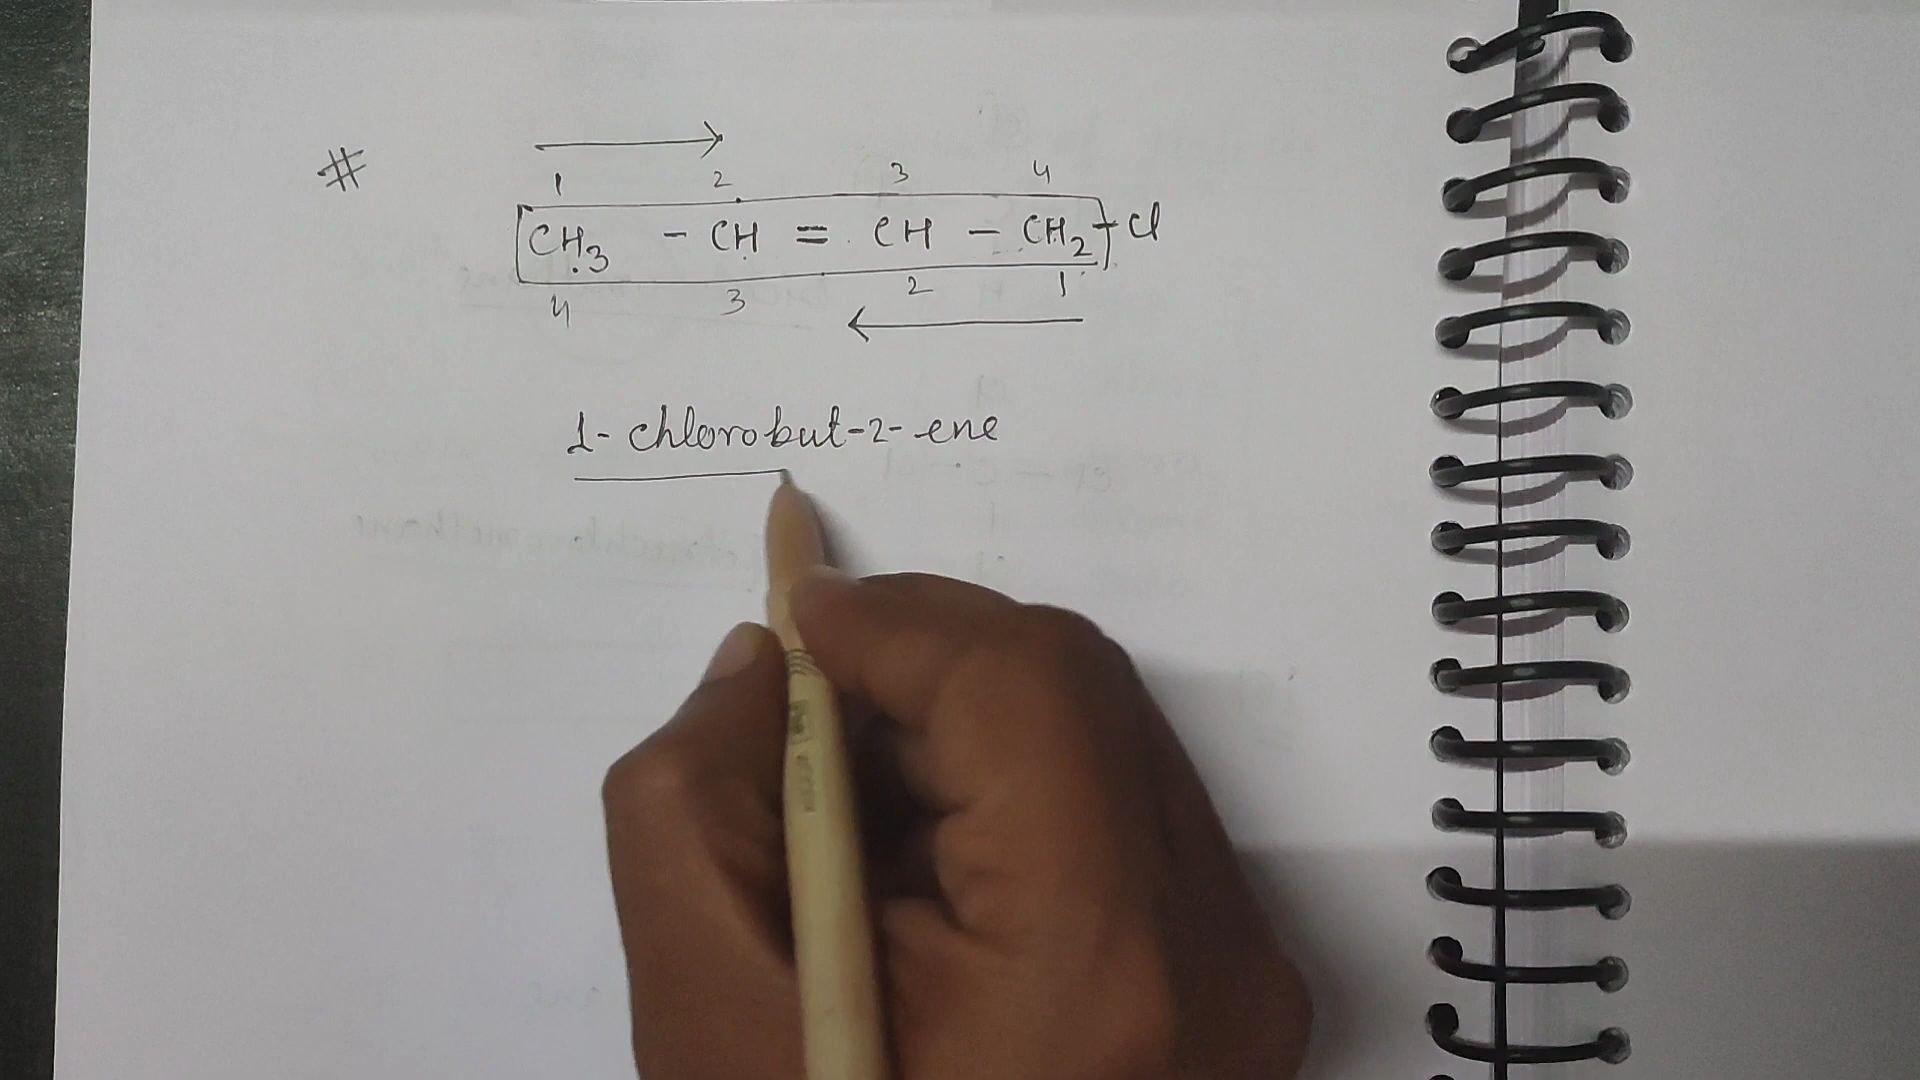 #
1 2 3 4
CH3 - CH = CH - CH2 - Cl
4 3 2 1
1- chlorobut-2-ene